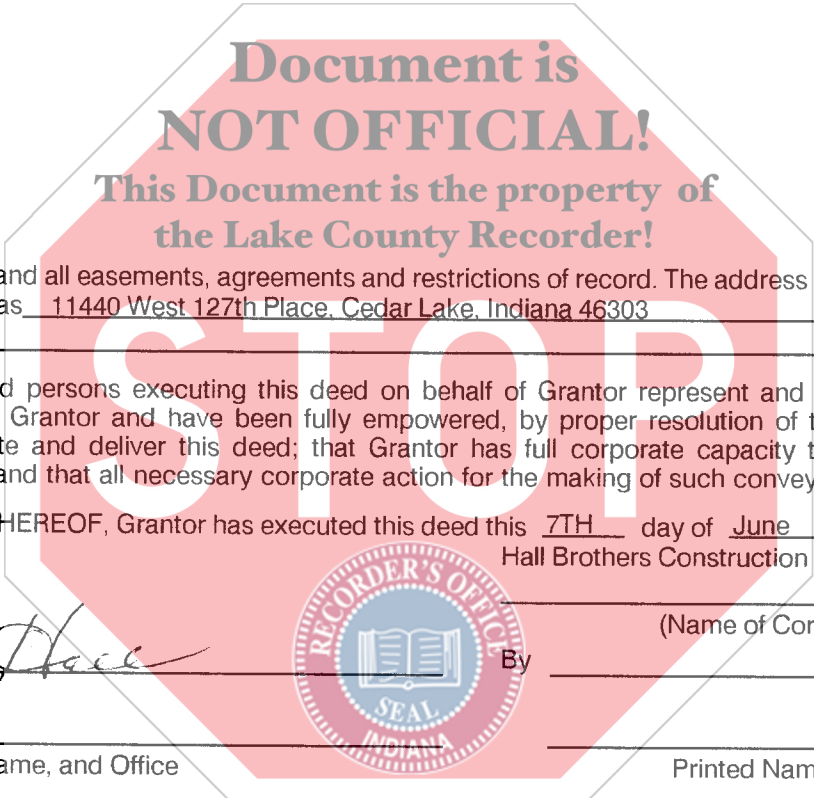 Document is
NOT OFFICIAL!
This Document is the property of
the Lake County Recorder!
and all easements, agreements and restrictions of record. The address
as 11440 West 127th Place, Cedar Lake, Indiana 46303
STOP
d persons executing this deed on behalf of Grantor represent and
Grantor and have been fully empowered, by proper resolution of t
te and deliver this deed; that Grantor has full corporate capacity t
and that all necessary corporate action for the making of such convey
HEREOF, Grantor has executed this deed this 7TH day of June
Hall Brothers Construction
RECORDER'S OFFICE
(Name of Cor
By
SEAL
INDIANA
ame, and Office
Printed Nam